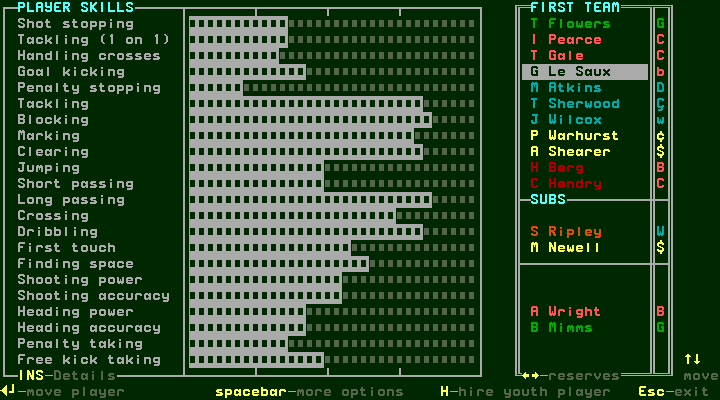 PLAYER SKILLS
Shot stopping
Tackling (1 on 1)
Handling crosses
Goal kicking
Penalty stopping
Tackling
Blocking
Marking
Clearing
Jumping
Short passing
Long passing
Crossing
Dribbling
First touch
Finding space
Shooting power
Shooting accuracy
Heading power
Heading accuracy
Penalty taking
Free kick taking
INS-Details
FIRST TEAM
T Flowers G
I Pearce C
T Gale C
G Le Saux b
M Atkins D
T Sherwood Ç
J Wilcox w
P Warhurst ¢
A Shearer $
H Berg B
C Hendry C
SUBS
S Ripley W
M Newell $
A Wright B
B Mimms G
↔-reserves
↑↓ move
↵-move player
spacebar-more options
H-hire youth player
Esc-exit